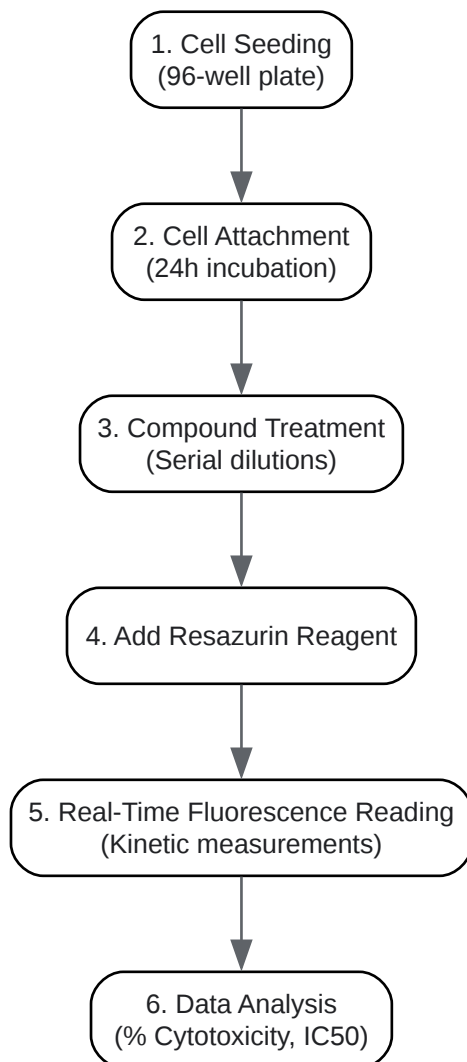 1. Cell Seeding
(96-well plate)
2. Cell Attachment
(24h incubation)
3. Compound Treatment
(Serial dilutions)
4. Add Resazurin Reagent
5. Real-Time Fluorescence Reading
(Kinetic measurements)
6. Data Analysis
(% Cytotoxicity, IC50)